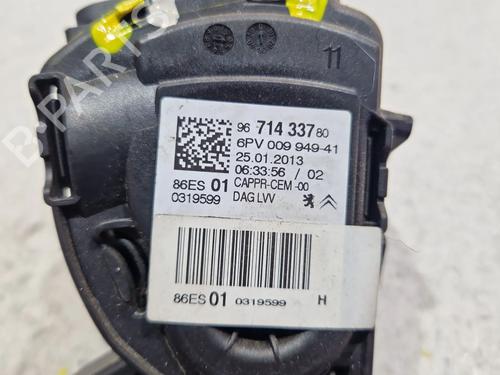 11
96 714 337 80
6PV 009 949-41
25.01.2013
06:33:56 / 02
86ES 01 CAPPR-CEM -00
0319599 DAG LVV
86ES 01 0319599 H
B-PARTS